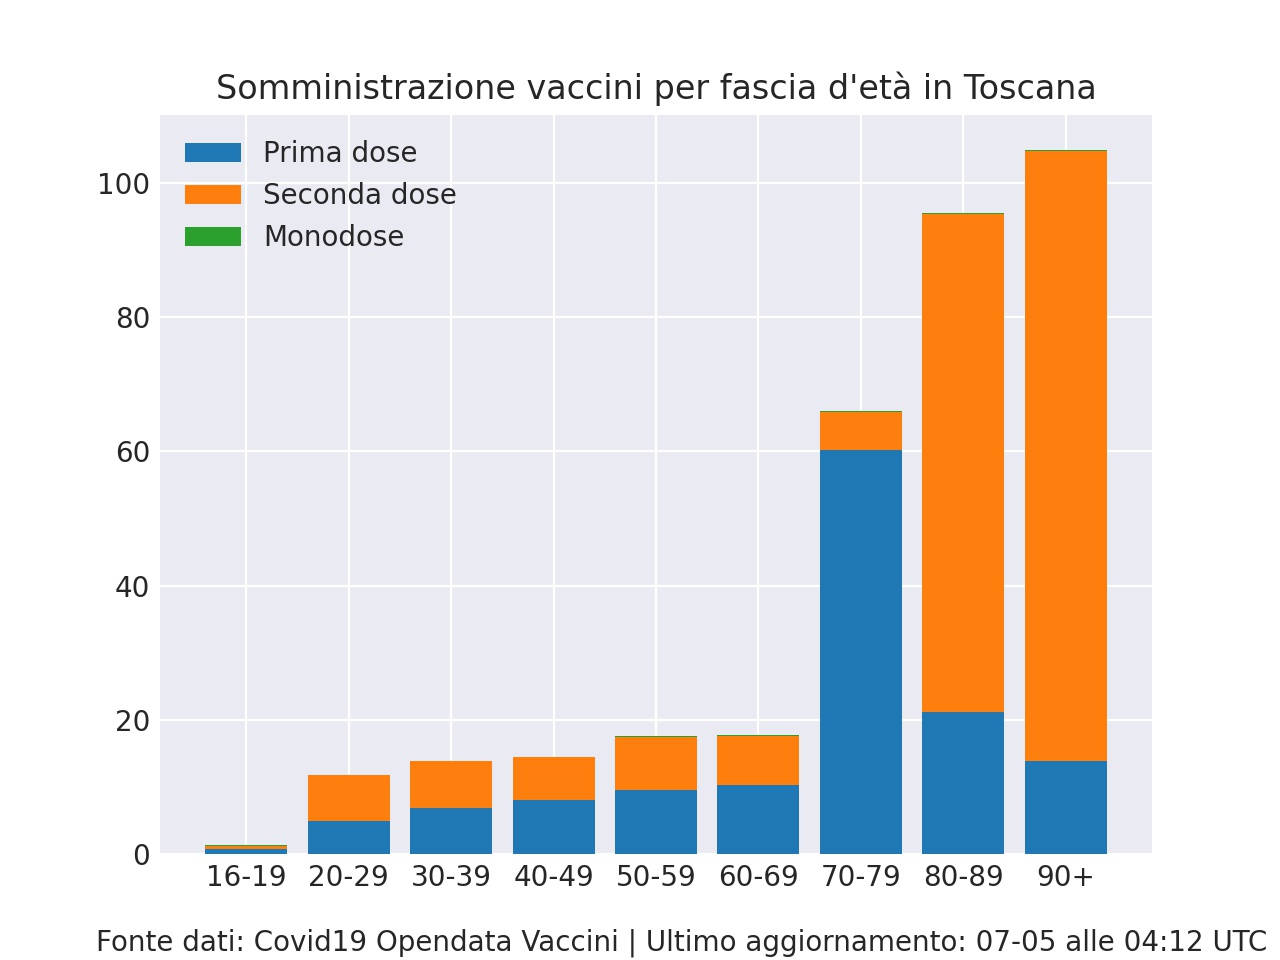 Somministrazione vaccini per fascia d'età in Toscana
Prima dose
Seconda dose
Monodose
100
80
60
40
20
0
16-19 20-29 30-39 40-49 50-59 60-69 70-79 80-89 90+
Fonte dati: Covid19 Opendata Vaccini | Ultimo aggiornamento: 07-05 alle 04:12 UTC